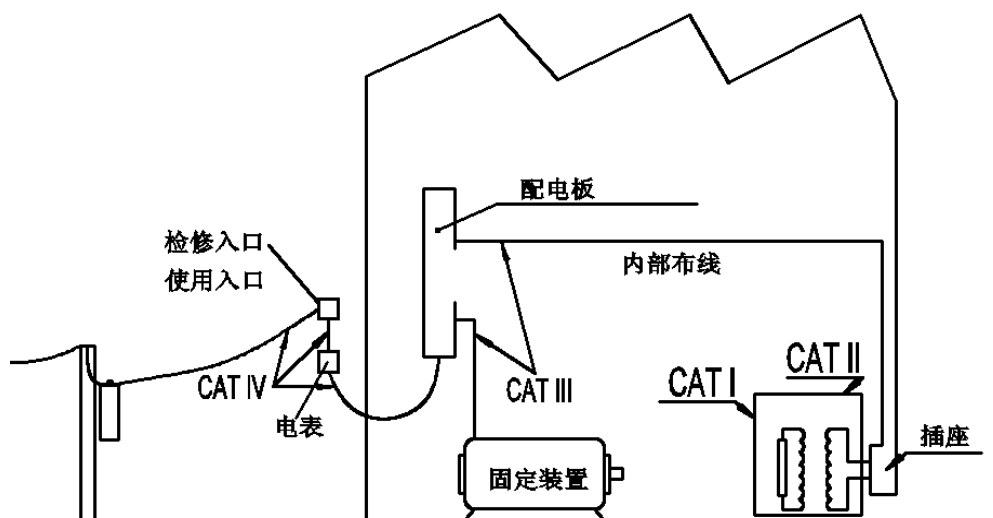 配电板
检修入口
使用入口
内部布线
CAT IV
CAT III
CAT I
CAT II
电表
固定装置
插座